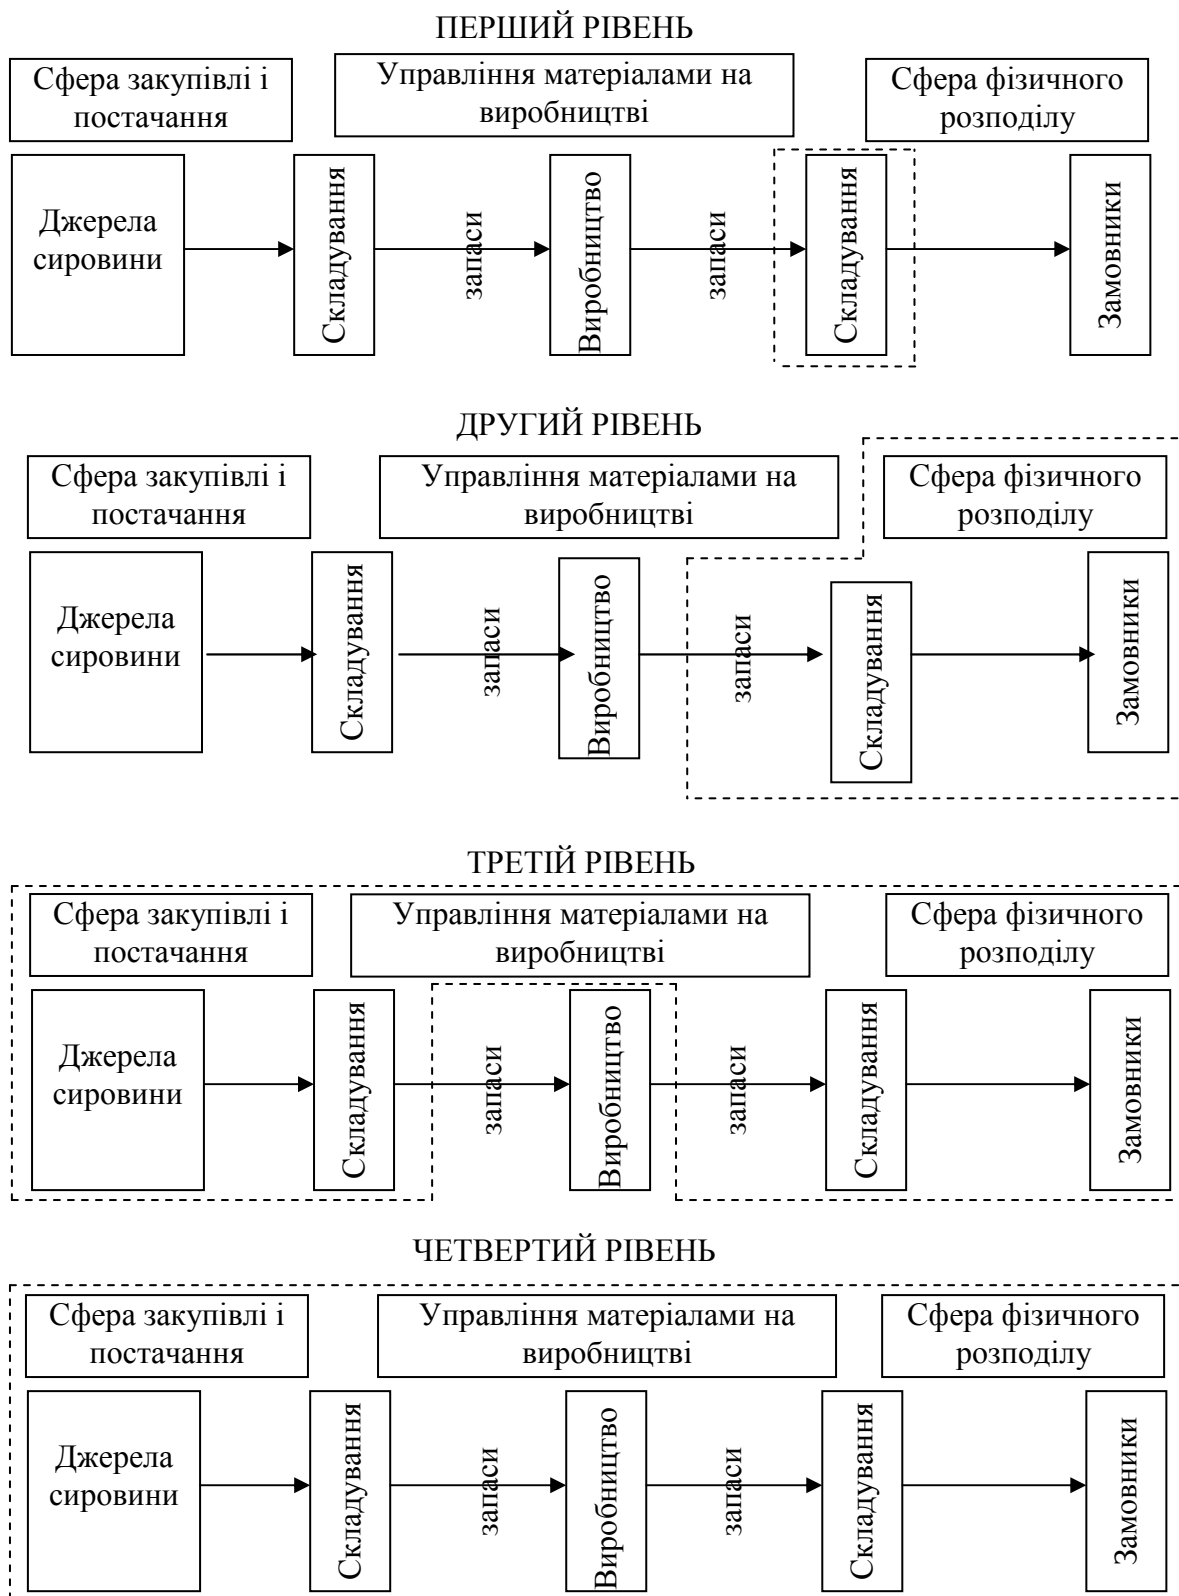 ПЕРШИЙ РІВЕНЬ
Сфера закупівлі і
постачання
Управління матеріалами на
виробництві
Сфера фізичного
розподілу
Джерела
сировини
Складування
запаси
Виробництво
запаси
Складування
Замовники
ДРУГИЙ РІВЕНЬ
Сфера закупівлі і
постачання
Управління матеріалами на
виробництві
Сфера фізичного
розподілу
Джерела
сировини
Складування
запаси
Виробництво
запаси
Складування
Замовники
ТРЕТІЙ РІВЕНЬ
Сфера закупівлі і
постачання
Управління матеріалами на
виробництві
Сфера фізичного
розподілу
Джерела
сировини
Складування
запаси
Виробництво
запаси
Складування
Замовники
ЧЕТВЕРТИЙ РІВЕНЬ
Сфера закупівлі і
постачання
Управління матеріалами на
виробництві
Сфера фізичного
розподілу
Джерела
сировини
Складування
запаси
Виробництво
запаси
Складування
Замовники